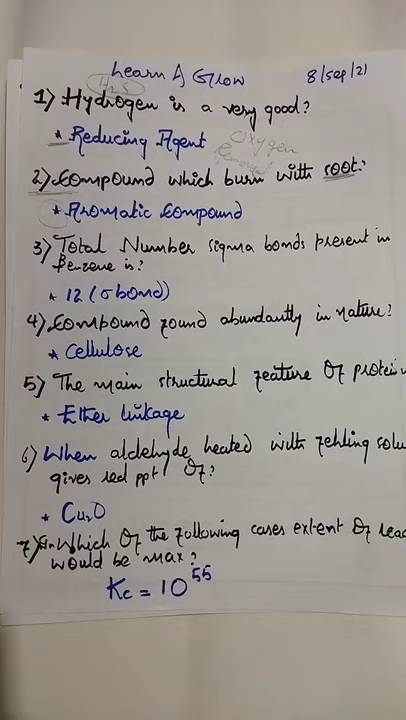 Learn & Grow 8/sep/21
H2S
1) Hydrogen is a very good?
* Reducing Agent
Oxygen
Removal
2) Compound which burn with soot?
* Aromatic Compound
3) Total Number sigma bonds present in
Benzene is?
* 12 (σ bond)
4) Compound found abundantly in nature?
* Cellulose
5) The main structural feature Of protein
* Ether linkage
6) When aldehyde heated with fehling solu
gives red ppt Of?
* Cu2O
7) Which Of the following cases extent Of reac
would be max?
Kc = 10^55